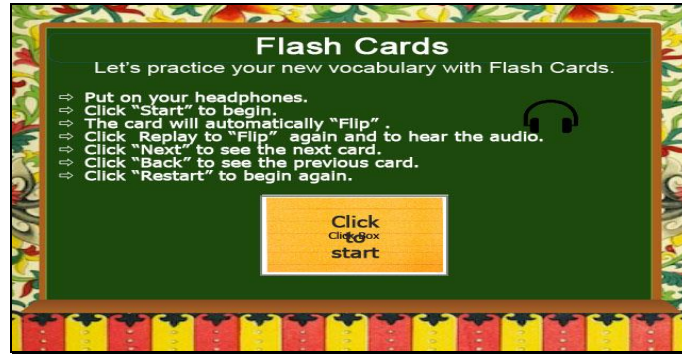 Flash Cards
Let's practice your new vocabulary with Flash Cards.
⇨ Put on your headphones.
⇨ Click "Start" to begin.
⇨ The card will automatically "Flip" .
⇨ Click Replay to "Flip" again and to hear the audio.
⇨ Click "Next" to see the next card.
⇨ Click "Back" to see the previous card.
⇨ Click "Restart" to begin again.
Click
Click Box
to
start